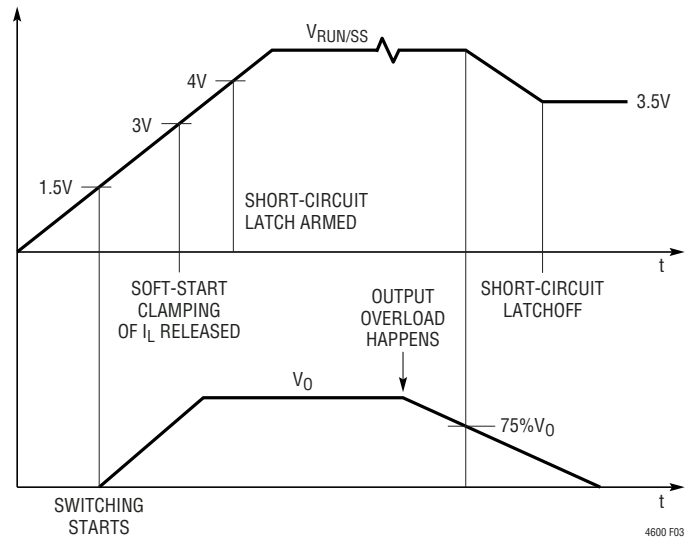 VRUN/SS
4V
3V
3.5V
1.5V
SHORT-CIRCUIT
LATCH ARMED
t
SOFT-START
CLAMPING
OF IL RELEASED
OUTPUT
OVERLOAD
HAPPENS
SHORT-CIRCUIT
LATCHOFF
VO
75%VO
t
SWITCHING
STARTS
4600 F03